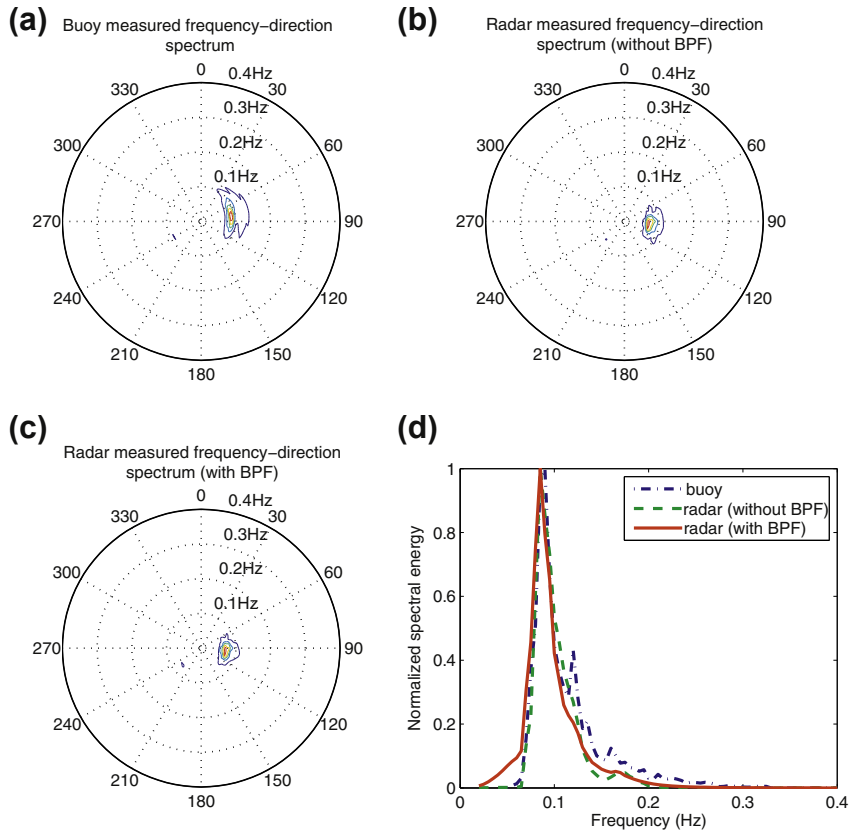 (a)
Buoy measured frequency−direction
spectrum
0
0.4Hz
30
0.3Hz
60
0.2Hz
0.1Hz
90
120
150
180
210
240
270
300
330
(b)
Radar measured frequency−direction
spectrum (without BPF)
0
0.4Hz
30
0.3Hz
60
0.2Hz
0.1Hz
90
120
150
180
210
240
270
300
330
(c)
Radar measured frequency−direction
spectrum (with BPF)
0
0.4Hz
30
0.3Hz
60
0.2Hz
0.1Hz
90
120
150
180
210
240
270
300
330
(d)
Normalized spectral energy
1
0.8
0.6
0.4
0.2
0
buoy
radar (without BPF)
radar (with BPF)
0 0.1 0.2 0.3 0.4
Frequency (Hz)